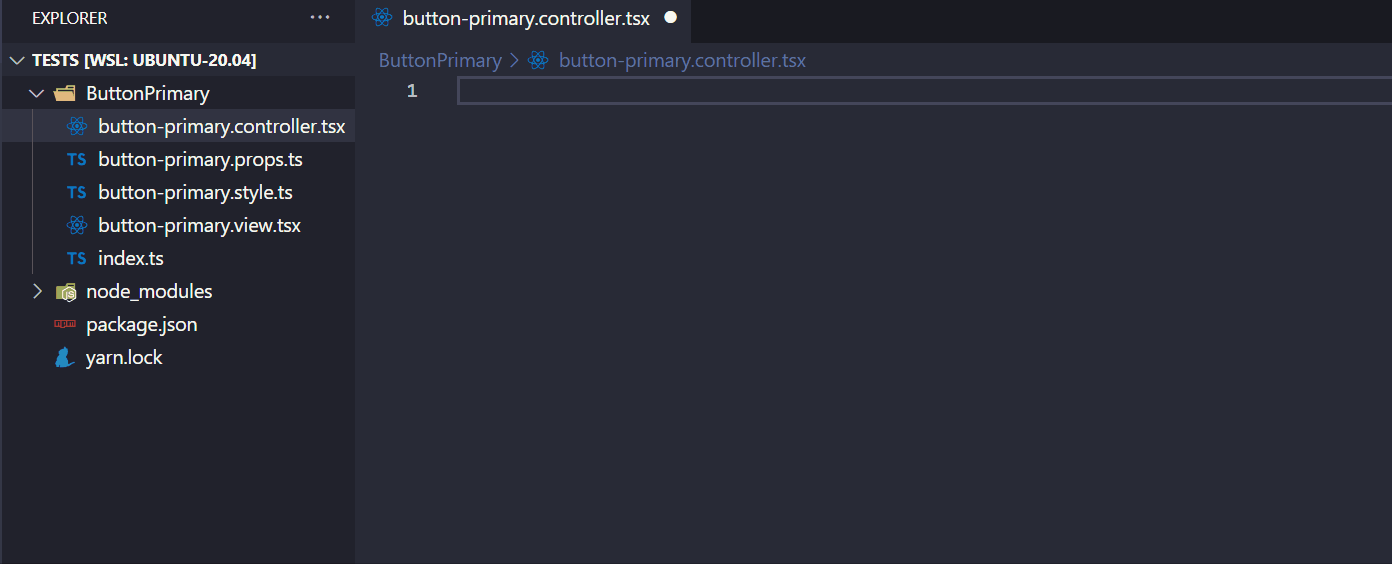 EXPLORER
button-primary.controller.tsx
TESTS [WSL: UBUNTU-20.04]
ButtonPrimary
button-primary.controller.tsx
TS button-primary.props.ts
TS button-primary.style.ts
button-primary.view.tsx
TS index.ts
node_modules
package.json
yarn.lock
ButtonPrimary > button-primary.controller.tsx
1